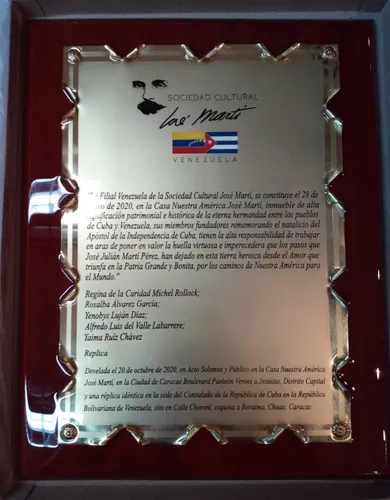 SOCIEDAD CULTURAL
José Martí
VENEZUELA
Filial Venezuela de la Sociedad Cultural José Martí, se constituye el 28 de
de 2020, en la Casa Nuestra América José Martí, inmueble de alta
significación patrimonial e histórica de la eterna hermandad entre los pueblos
de Cuba y Venezuela, sus miembros fundadores rememorando el natalicio del
Apóstol de la Independencia de Cuba, tienen la alta responsabilidad de trabajar
en aras de poner en valor la huella virtuosa e imperecedera que los pasos que
José Julián Martí Pérez, han dejado en esta tierra heroica desde el Amor que
triunfa en la Patria Grande y Bonita, por los caminos de Nuestra América para
el Mundo."
Regina de la Caridad Michel Rollock;
Rosalba Álvarez García;
Yenobys Luján Díaz;
Alfredo Luis del Valle Labarrere;
Yaima Ruíz Chávez
Replica
Develada el 20 de octubre de 2020; en Acto Solemne y Público en la Casa Nuestra América
José Martí, en la Ciudad de Caracas Boulevard Panteón Veroes a Jesuitas, Distrito Capital
y una réplica idéntica en la sede del Consulado de la República de Cuba en la República
Bolivariana de Venezuela, sito en Calle Choroní, esquina a Roraima, Chuao, Caracas